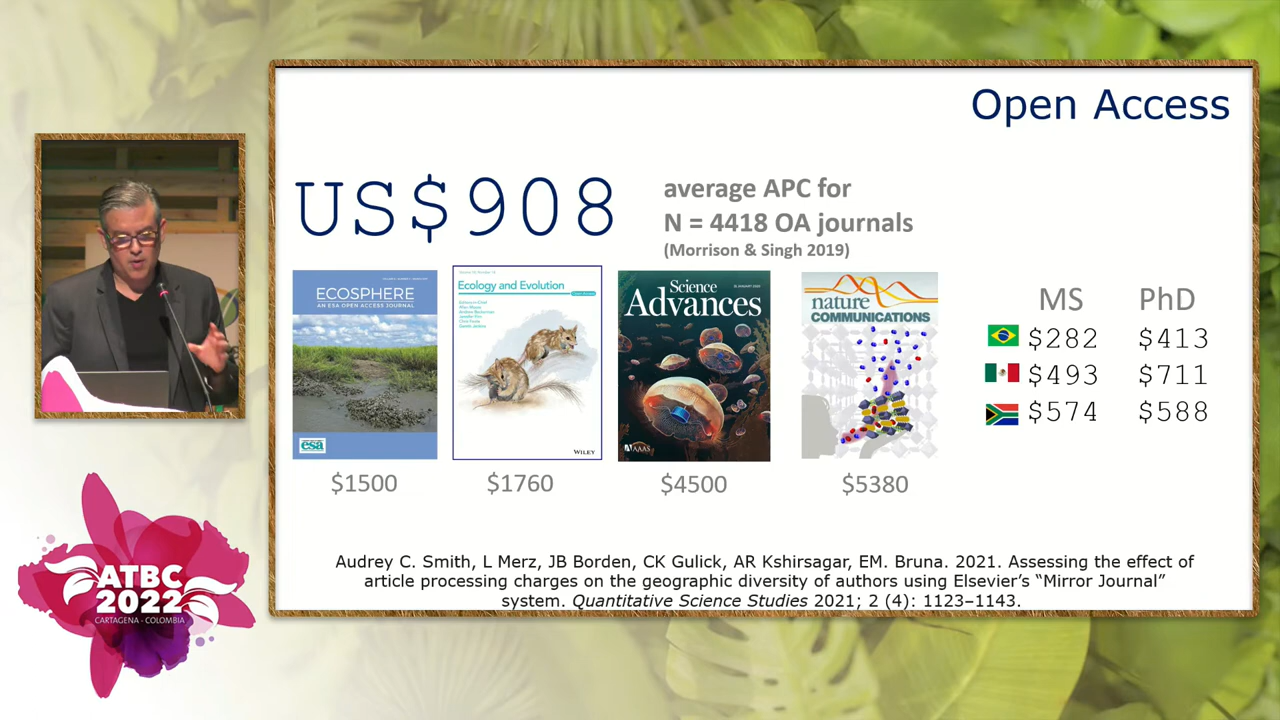 Open Access
US$908
average APC for
N = 4418 OA journals
(Morrison & Singh 2019)
ECOSPHERE
AN ESA OPEN ACCESS JOURNAL
esa
$1500
Ecology and Evolution
WILEY
$1760
Science
Advances
AAAS
$4500
nature
COMMUNICATIONS
$5380
MS PhD
$282 $413
$493 $711
$574 $588
Audrey C. Smith, L Merz, JB Borden, CK Gulick, AR Kshirsagar, EM. Bruna. 2021. Assessing the effect of
article processing charges on the geographic diversity of authors using Elsevier’s “Mirror Journal”
system. Quantitative Science Studies 2021; 2 (4): 1123–1143.
ATBC
2022
CARTAGENA - COLOMBIA